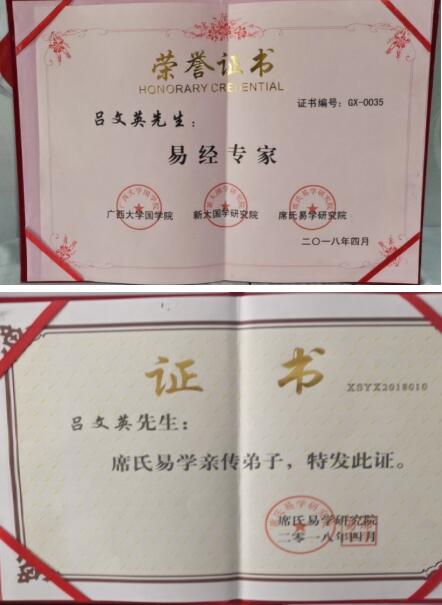 荣誉证书
HONORARY CREDENTIAL
证书编号：GX-0035
吕文英先生：
易经专家
广西大学国学院 新大国学研究院 席氏易学研究院
二〇一八年四月
证书
XSYX2018010
吕文英先生：
席氏易学亲传弟子，特发此证。
席氏易学研究院
二零一八年四月